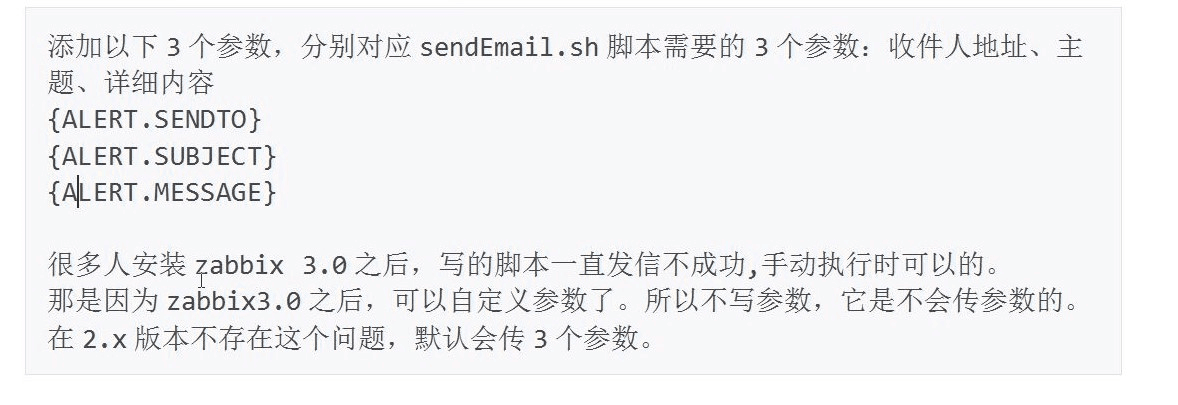 添加以下 3 个参数，分别对应 sendEmail.sh 脚本需要的 3 个参数：收件人地址、主
题、详细内容
{ALERT.SENDTO}
{ALERT.SUBJECT}
{ALERT.MESSAGE}
很多人安装 zabbix 3.0 之后，写的脚本一直发信不成功,手动执行时可以的。
那是因为 zabbix3.0 之后，可以自定义参数了。所以不写参数，它是不会传参数的。
在 2.x 版本不存在这个问题，默认会传 3 个参数。